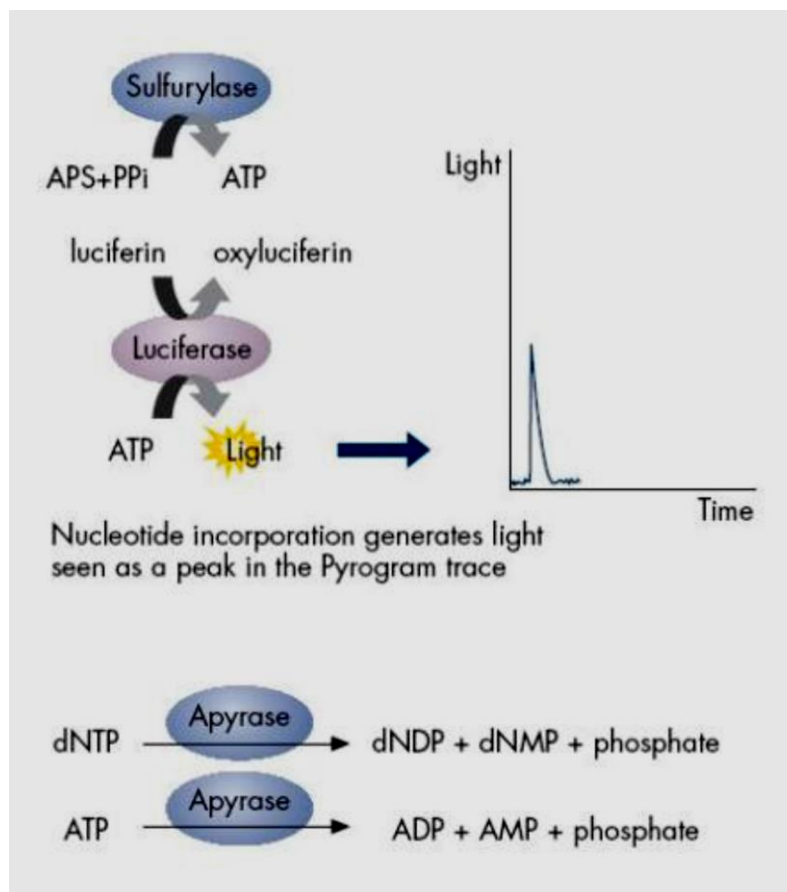 Sulfurylase
APS+PPi ATP
luciferin oxyluciferin
Luciferase
ATP Light
Light
Time
Nucleotide incorporation generates light
seen as a peak in the Pyrogram trace
Apyrase
dNTP dNDP + dNMP + phosphate
Apyrase
ATP ADP + AMP + phosphate